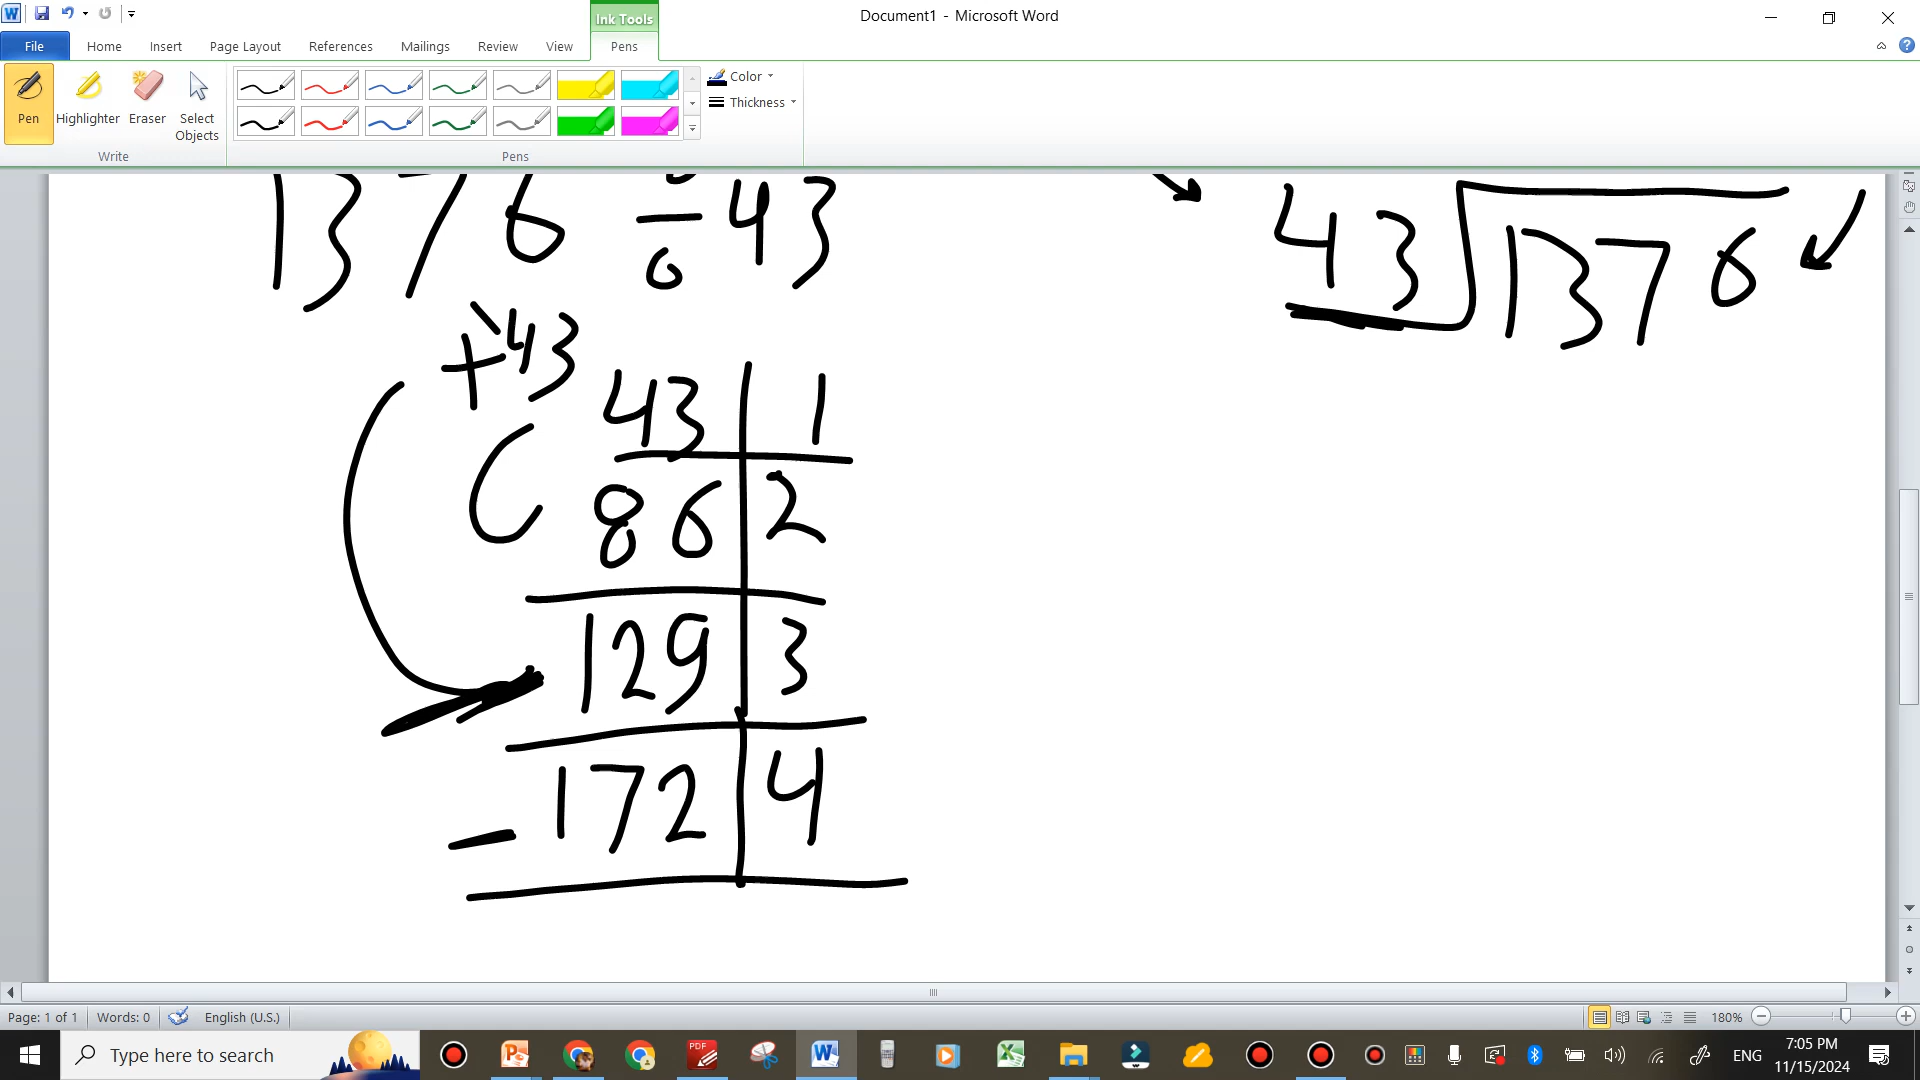 Document1 - Microsoft Word
Ink Tools
File Home Insert Page Layout References Mailings Review View Pens
Pen Highlighter Eraser Select Objects
Color
Thickness
Write Pens
1376 ÷ 43
43 1376
+43
43 1
86 2
129 3
- 172 4
Page: 1 of 1 Words: 0 English (U.S.) 180%
Type here to search
PDF
ENG
7:05 PM
11/15/2024